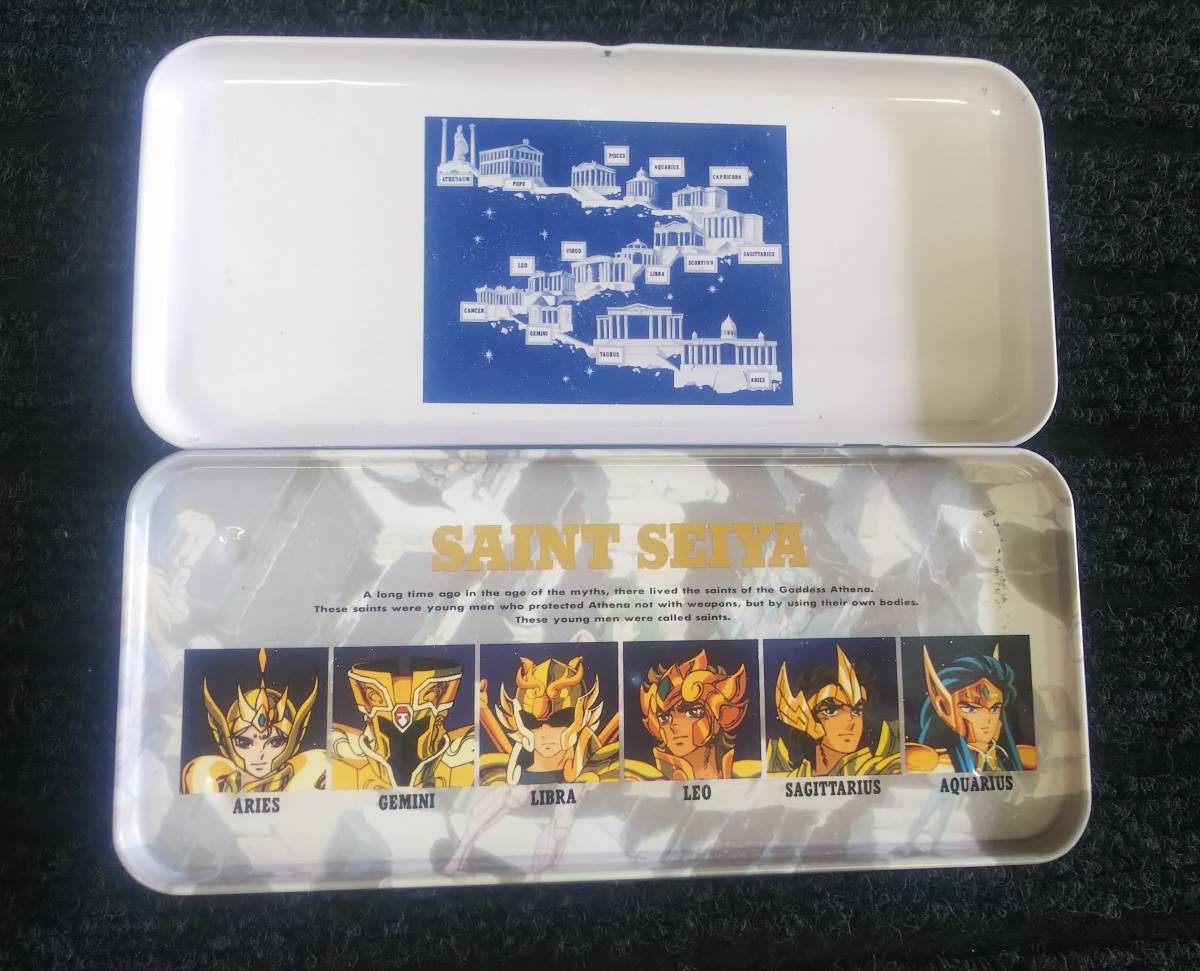 PISCES
AQUARIUS
CAPRICORN
ATHENAUM
POPE
VIRGO
LEO
LIBRA
SCORPION
SAGITTARIUS
CANCER
GEMINI
TAURUS
ARIES
SAINT SEIYA
A long time ago in the age of the myths, there lived the saints of the Goddess Athena.
These saints were young men who protected Athena not with weapons, but by using their own bodies.
These young men were called saints.
ARIES GEMINI LIBRA LEO SAGITTARIUS AQUARIUS